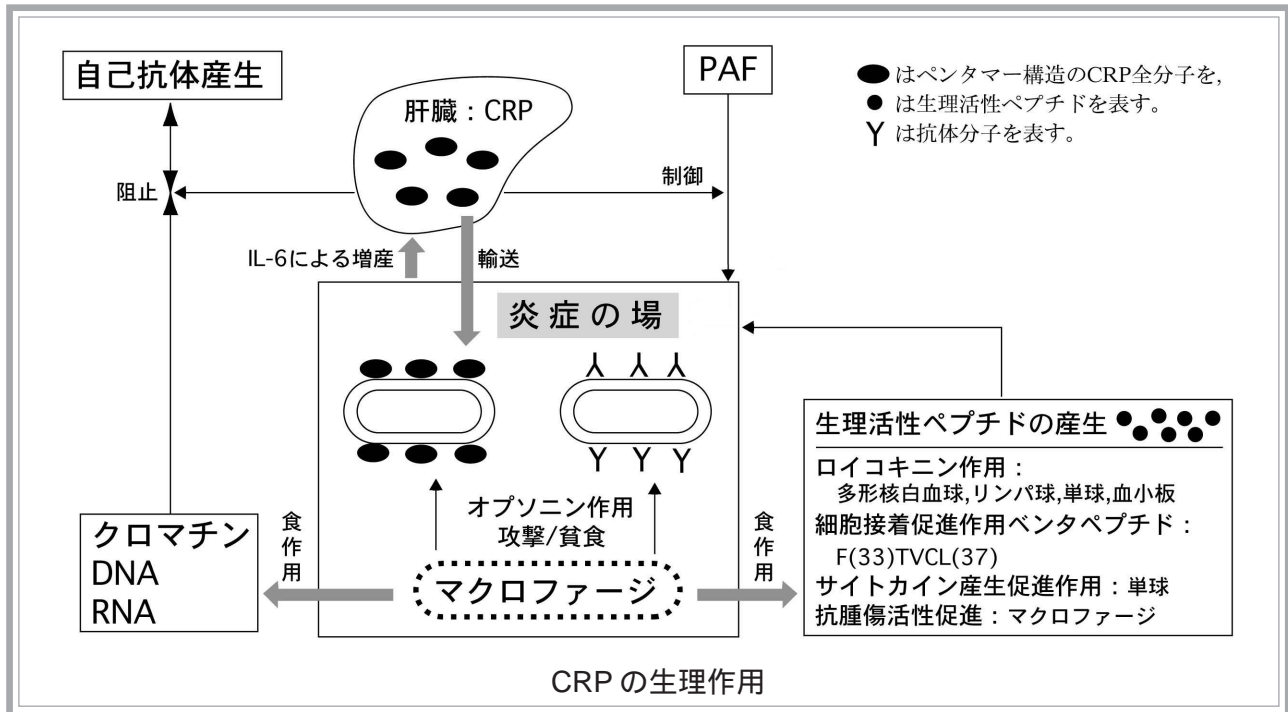 自己抗体産生
肝臓：CRP
PAF
はペンタマー構造のCRP全分子を,
は生理活性ペプチドを表す。
は抗体分子を表す。
阻止
制御
IL-6による増産
輸送
炎症の場
オプソニン作用
攻撃/貧食
マクロファージ
食作用
食作用
クロマチン
DNA
RNA
生理活性ペプチドの産生
ロイコキニン作用：
多形核白血球,リンパ球,単球,血小板
細胞接着促進作用ペンタペプチド：
F(33)TVCL(37)
サイトカイン産生促進作用：単球
抗腫傷活性促進：マクロファージ
CRP の生理作用